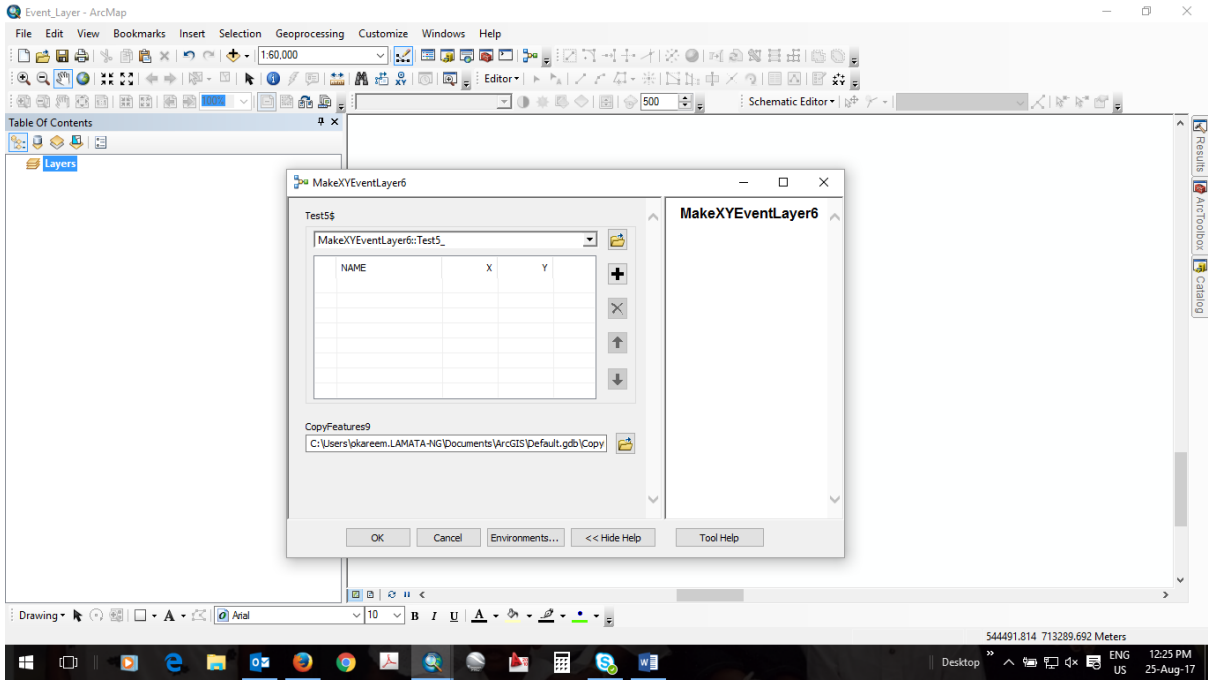 Event_Layer - ArcMap
File Edit View Bookmarks Insert Selection Geoprocessing Customize Windows Help
1:60,000
Editor
100% 500 Schematic Editor
Table Of Contents
Layers
MakeXYEventLayer6
Test5$
MakeXYEventLayer6::Test5_
NAME X Y
CopyFeatures9
C:\Users\okareem.LAMATA-NG\Documents\ArcGIS\Default.gdb\Copy
OK Cancel Environments... << Hide Help Tool Help
MakeXYEventLayer6
Results
ArcToolbox
Catalog
Drawing A Arial 10 B I U A
544491.814 713289.692 Meters
Desktop ENG 12:25 PM
US 25-Aug-17